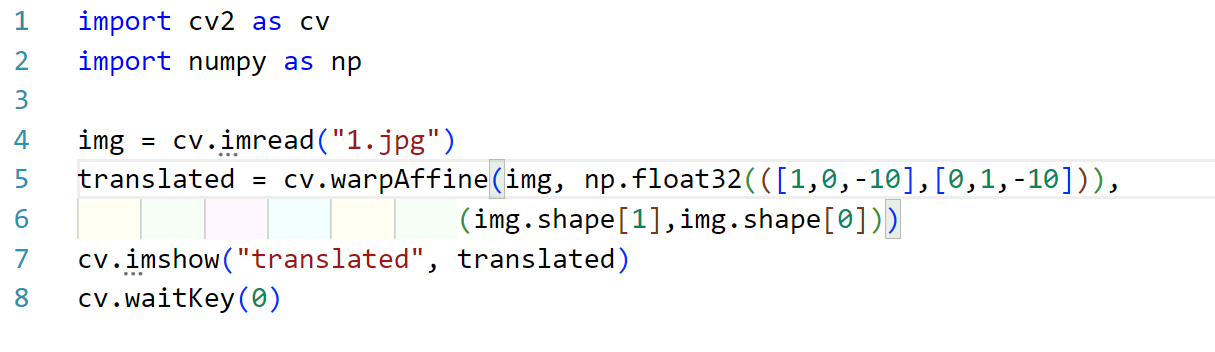 1 import cv2 as cv
2 import numpy as np
3
4 img = cv.imread("1.jpg")
5 translated = cv.warpAffine(img, np.float32(([1,0,-10],[0,1,-10])),
6 (img.shape[1],img.shape[0]))
7 cv.imshow("translated", translated)
8 cv.waitKey(0)